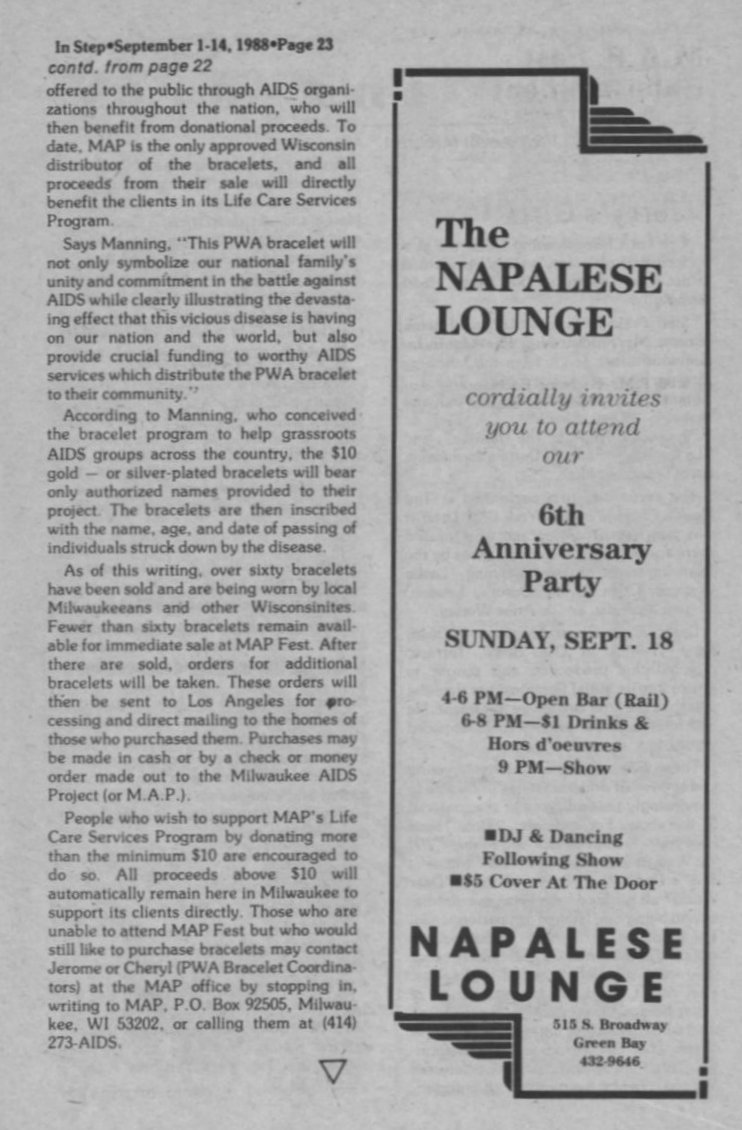 In Step•September 1-14, 1988•Page 23
contd. from page 22
offered to the public through AIDS organi-
zations throughout the nation, who will
then benefit from donational proceeds. To
date, MAP is the only approved Wisconsin
distributor of the bracelets, and all
proceeds from their sale will directly
benefit the clients in its Life Care Services
Program.
Says Manning, "This PWA bracelet will
not only symbolize our national family's
unity and commitment in the battle against
AIDS while clearly illustrating the devasta-
ing effect that this vicious disease is having
on our nation and the world, but also
provide crucial funding to worthy AIDS
services which distribute the PWA bracelet
to their community."
According to Manning, who conceived
the bracelet program to help grassroots
AIDS groups across the country, the $10
gold — or silver-plated bracelets will bear
only authorized names provided to their
project. The bracelets are then inscribed
with the name, age, and date of passing of
individuals struck down by the disease.
As of this writing, over sixty bracelets
have been sold and are being worn by local
Milwaukeeans and other Wisconsinites.
Fewer than sixty bracelets remain avail-
able for immediate sale at MAP Fest. After
there are sold, orders for additional
bracelets will be taken. These orders will
then be sent to Los Angeles for pro-
cessing and direct mailing to the homes of
those who purchased them. Purchases may
be made in cash or by a check or money
order made out to the Milwaukee AIDS
Project (or M.A.P.).
People who wish to support MAP's Life
Care Services Program by donating more
than the minimum $10 are encouraged to
do so. All proceeds above $10 will
automatically remain here in Milwaukee to
support its clients directly. Those who are
unable to attend MAP Fest but who would
still like to purchase bracelets may contact
Jerome or Cheryl (PWA Bracelet Coordina-
tors) at the MAP office by stopping in,
writing to MAP, P.O. Box 92505, Milwau-
kee, WI 53202, or calling them at (414)
273-AIDS.
The
NAPALESE
LOUNGE
cordially invites
you to attend
our
6th
Anniversary
Party
SUNDAY, SEPT. 18
4-6 PM—Open Bar (Rail)
6-8 PM—$1 Drinks &
Hors d'oeuvres
9 PM—Show
■DJ & Dancing
Following Show
■$5 Cover At The Door
NAPALESE
LOUNGE
515 S. Broadway
Green Bay
432-9646